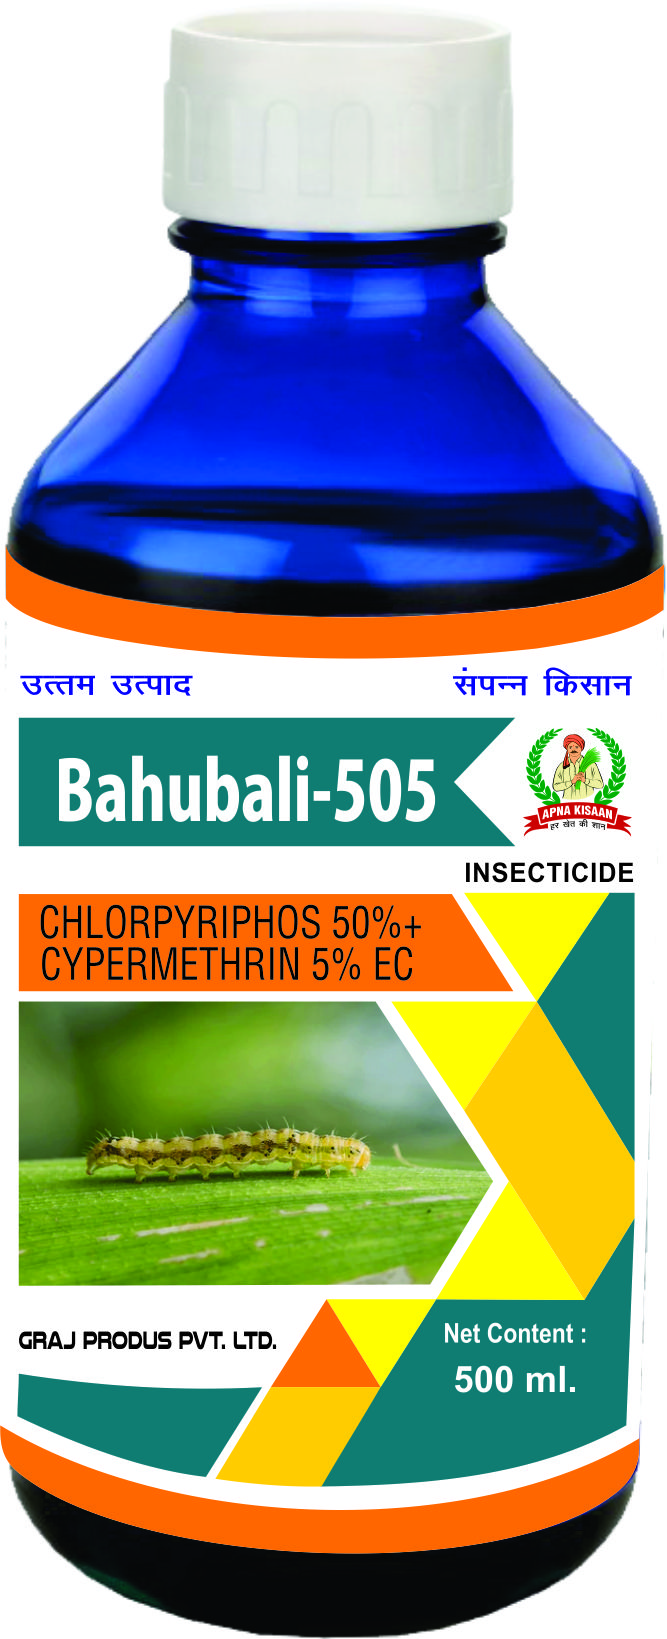 उत्तम उत्पाद
संपन्न किसान
Bahubali-505
APNA KISAAN
हर खेत की शान
INSECTICIDE
CHLORPYRIPHOS 50%+
CYPERMETHRIN 5% EC
GRAJ PRODUS PVT. LTD.
Net Content :
500 ml.